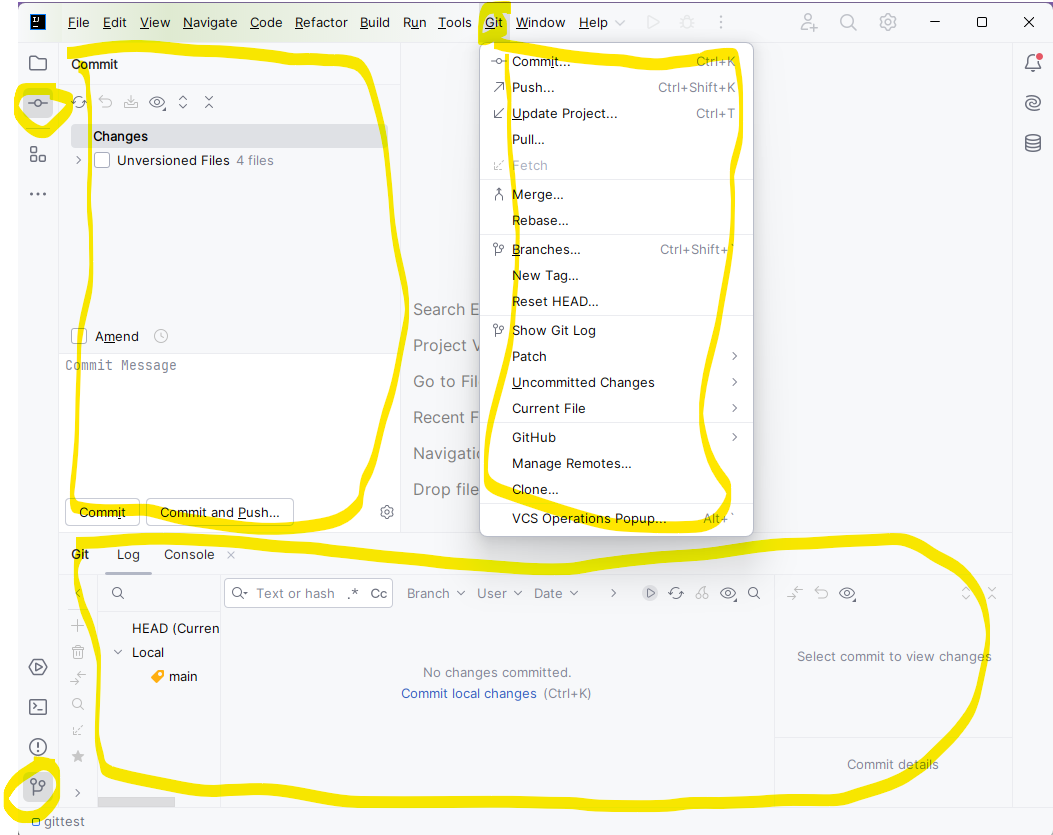 File Edit View Navigate Code Refactor Build Run Tools Git Window Help
Commit
Changes
Unversioned Files 4 files
Amend
Commit Message
Commit Commit and Push...
Search E
Project V
Go to Fil
Recent F
Navigatio
Drop file
Commit... Ctrl+K
Push... Ctrl+Shift+K
Update Project... Ctrl+T
Pull...
Fetch
Merge...
Rebase...
Branches... Ctrl+Shift+`
New Tag...
Reset HEAD...
Show Git Log
Patch
Uncommitted Changes
Current File
GitHub
Manage Remotes...
Clone...
VCS Operations Popup... Alt+`
Git Log Console
Text or hash .* Cc Branch User Date
HEAD (Curren
Local
main
No changes committed.
Commit local changes (Ctrl+K)
Select commit to view changes
Commit details
gittest